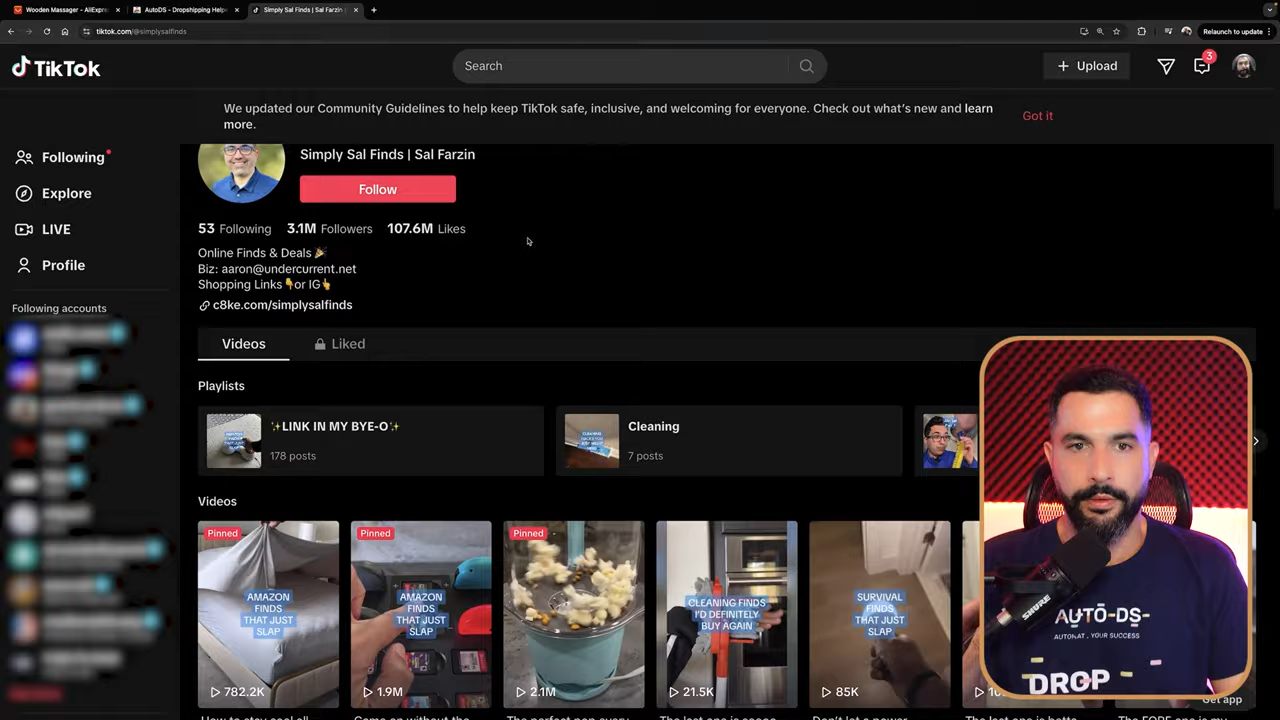 Wooden Massager - AliExpre
AutoDS - Dropshipping Help
Simply Sal Finds | Sal Farzin |
tiktok.com/@simplysalfinds
Relaunch to update
TikTok
Search
Upload
3
We updated our Community Guidelines to help keep TikTok safe, inclusive, and welcoming for everyone. Check out what's new and learn
more.
Got it
Following
Explore
LIVE
Profile
Following accounts
Simply Sal Finds | Sal Farzin
Follow
53 Following 3.1M Followers 107.6M Likes
Online Finds & Deals 🎉
Biz: aaron@undercurrent.net
Shopping Links👇or IG👆
c8ke.com/simplysalfinds
Videos
Liked
Playlists
✨LINK IN MY BYE-O✨
178 posts
Cleaning
7 posts
Videos
Pinned
AMAZON
FINDS
THAT JUST
SLAP
782.2K
Pinned
AMAZON
FINDS
THAT JUST
SLAP
1.9M
Pinned
2.1M
CLEANING FINDS
I'D DEFINITELY
BUY AGAIN
21.5K
SURVIVAL
FINDS
THAT JUST
SLAP
85K
SHURE
AUTO-DS-
AUTOMAT . YOUR SUCCESS
DROP
Get app